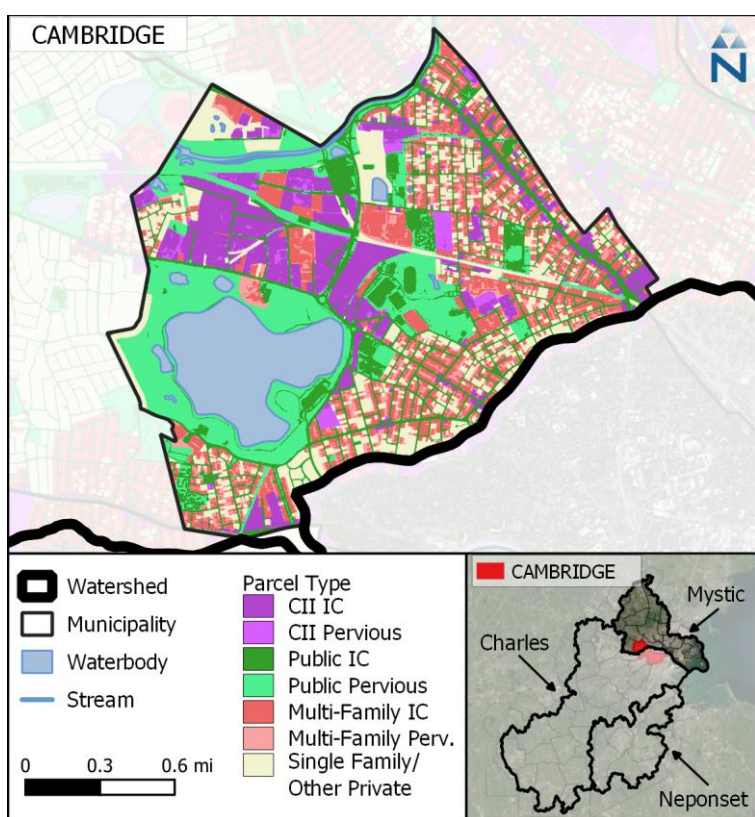 CAMBRIDGE
N
Watershed
Municipality
Waterbody
Stream
0 0.3 0.6 mi
Parcel Type
CII IC
CII Pervious
Public IC
Public Pervious
Multi-Family IC
Multi-Family Perv.
Single Family/
Other Private
CAMBRIDGE
Mystic
Charles
Neponset